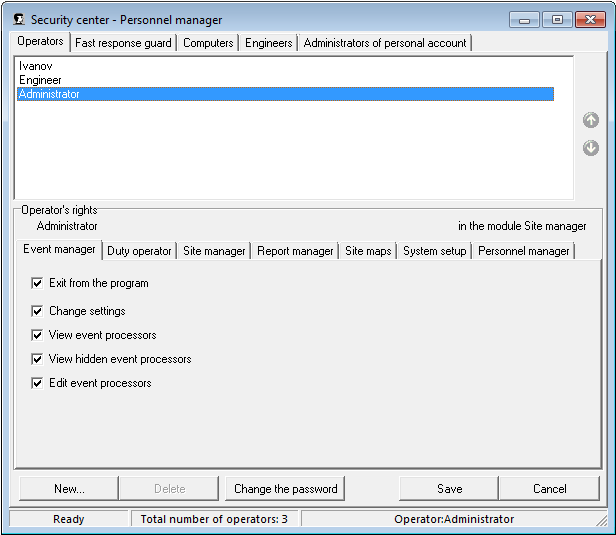 Security center - Personnel manager
Operators Fast response guard Computers Engineers Administrators of personal account
Ivanov
Engineer
Administrator
Operator's rights
Administrator in the module Site manager
Event manager Duty operator Site manager Report manager Site maps System setup Personnel manager
Exit from the program
Change settings
View event processors
View hidden event processors
Edit event processors
New... Delete Change the password Save Cancel
Ready Total number of operators: 3 Operator:Administrator